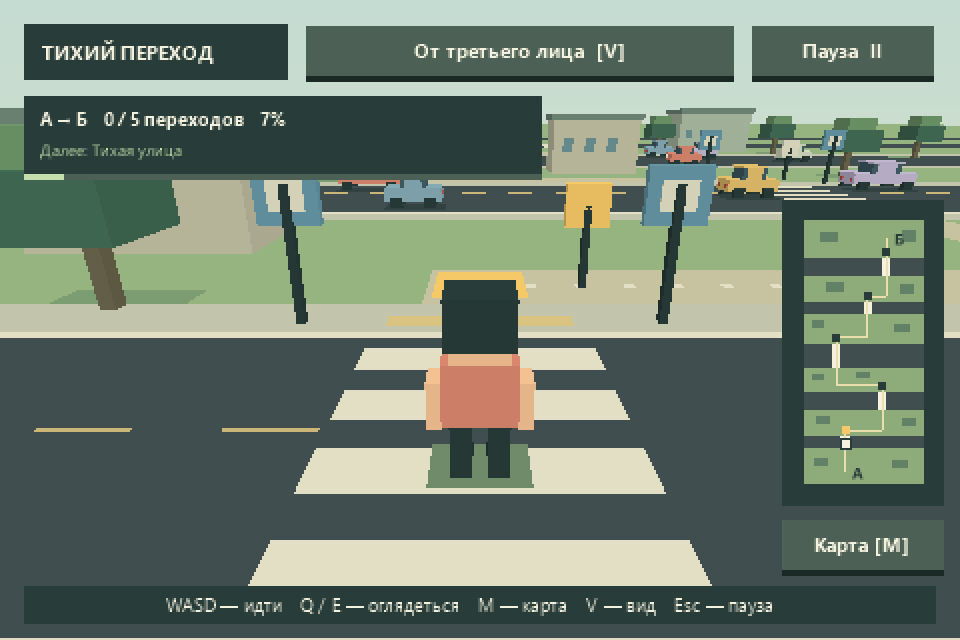 ТИХИЙ ПЕРЕХОД
От третьего лица [V]
Пауза II
А — Б 0 / 5 переходов 7%
Далее: Тихая улица
Б
А
Карта [M]
WASD — идти Q / E — оглядеться M — карта V — вид Esc — пауза